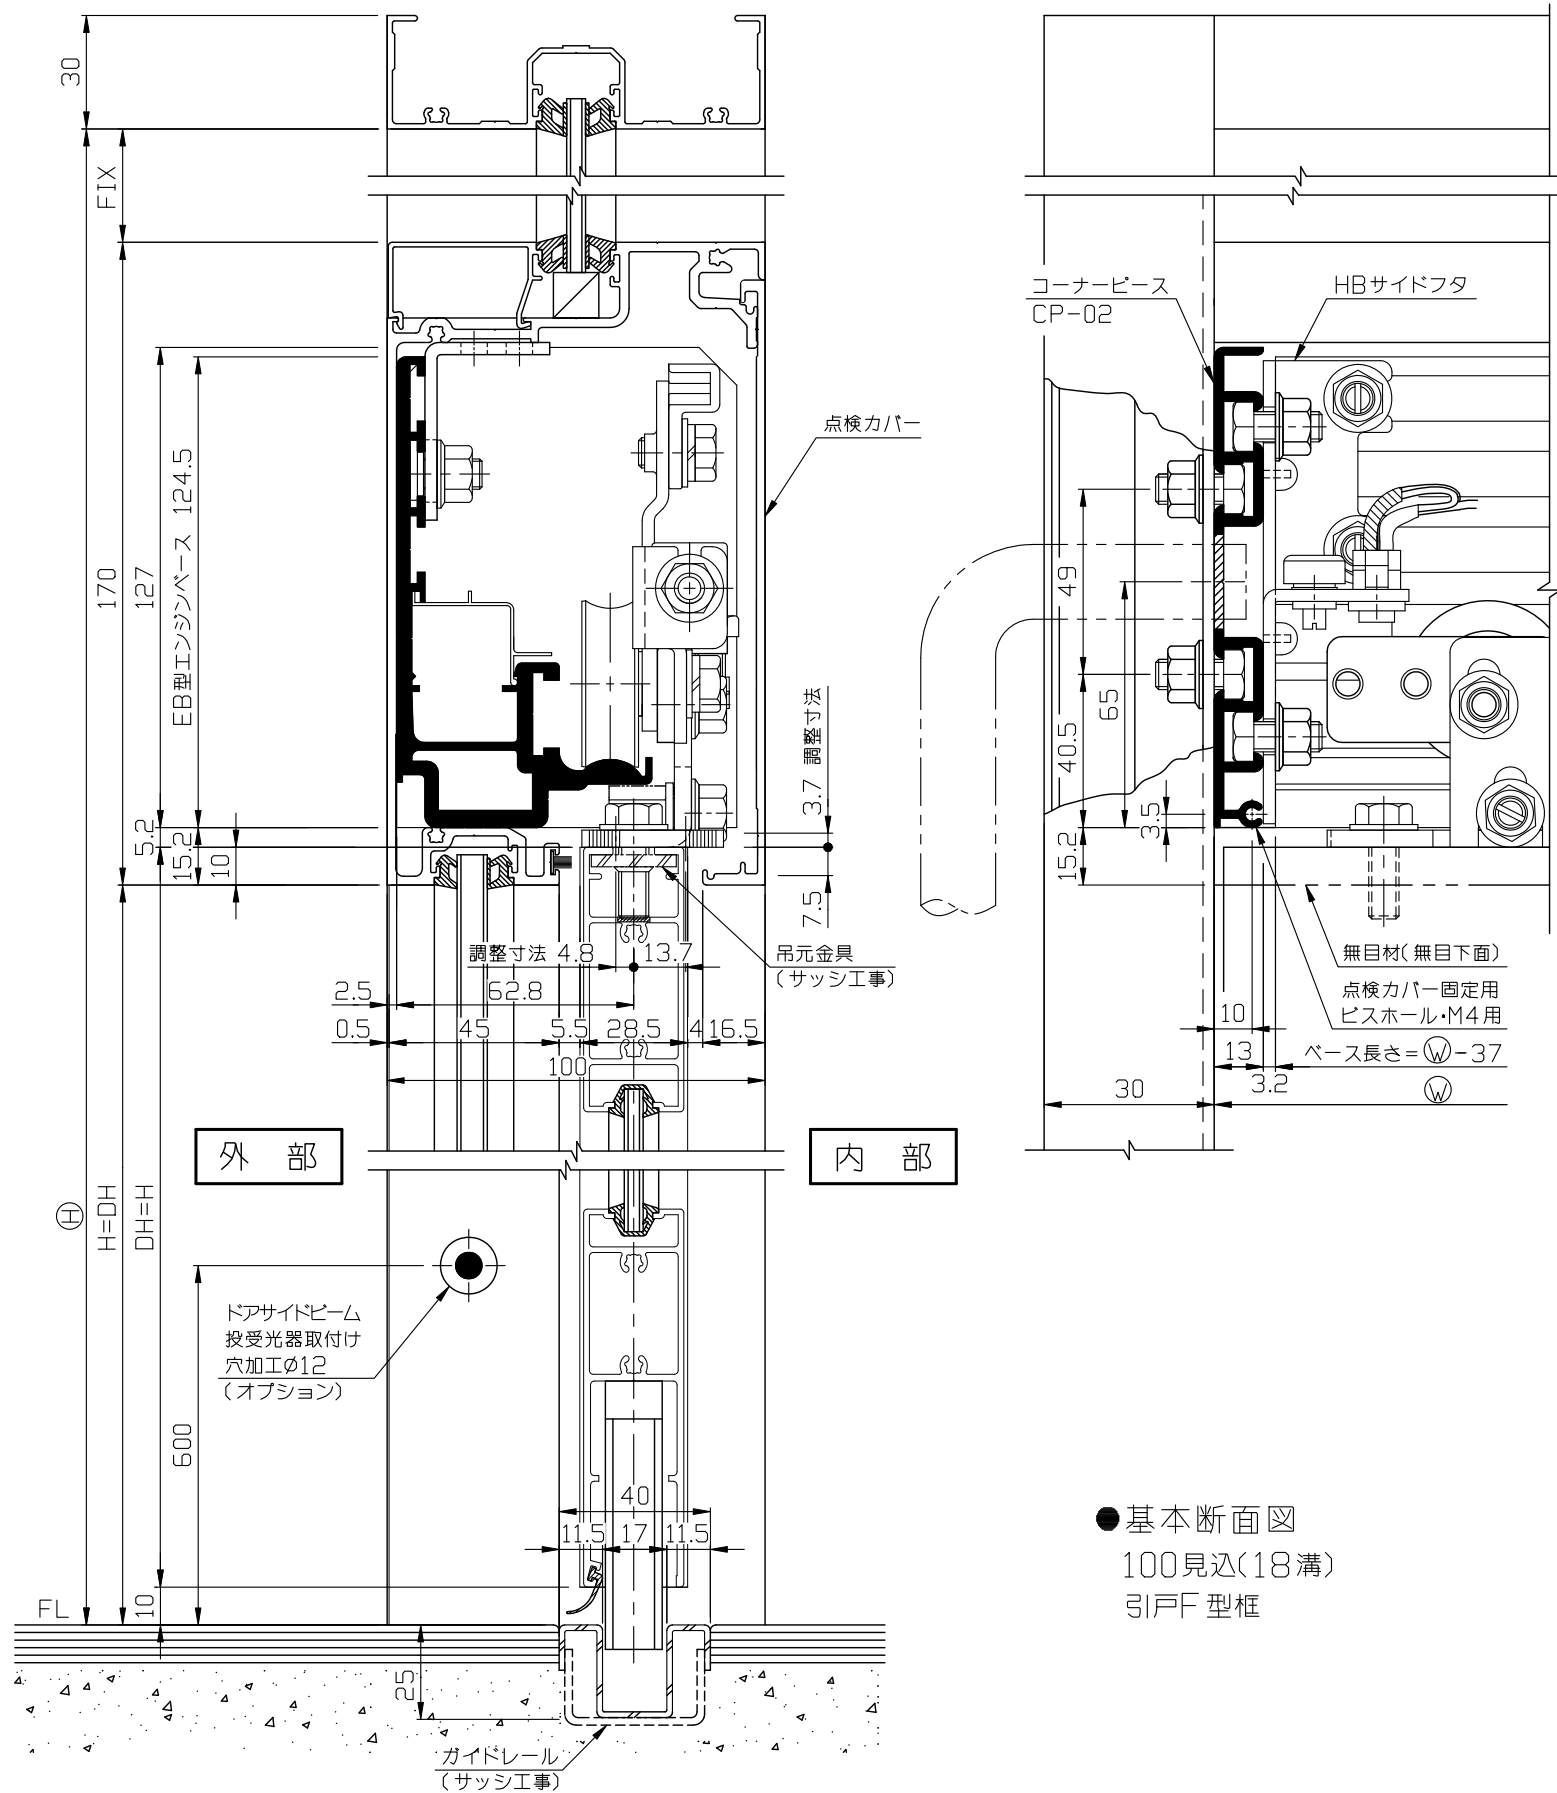 30
FIX
170
127
EB型エンジンベース 124.5
5.2
15.2
10
点検カバー
3.7 調整寸法
7.5
調整寸法 4.8
13.7
吊元金具
(サッシ工事)
2.5
62.8
0.5
45
5.5
28.5
4
16.5
100
外 部
内 部
Ⓗ
H=DH
DH=H
ドアサイドビーム
投受光器取付け
穴加工Ø12
(オプション)
600
40
11.5
17
11.5
10
FL
25
ガイドレール
(サッシ工事)
コーナーピース
CP-02
HBサイドフタ
49
65
40.5
3.5
15.2
無目材(無目下面)
点検カバー固定用
ビスホール・M4用
10
13
ベース長さ=Ⓦ-37
3.2
30
Ⓦ
●基本断面図
100見込(18溝)
引戸F型框